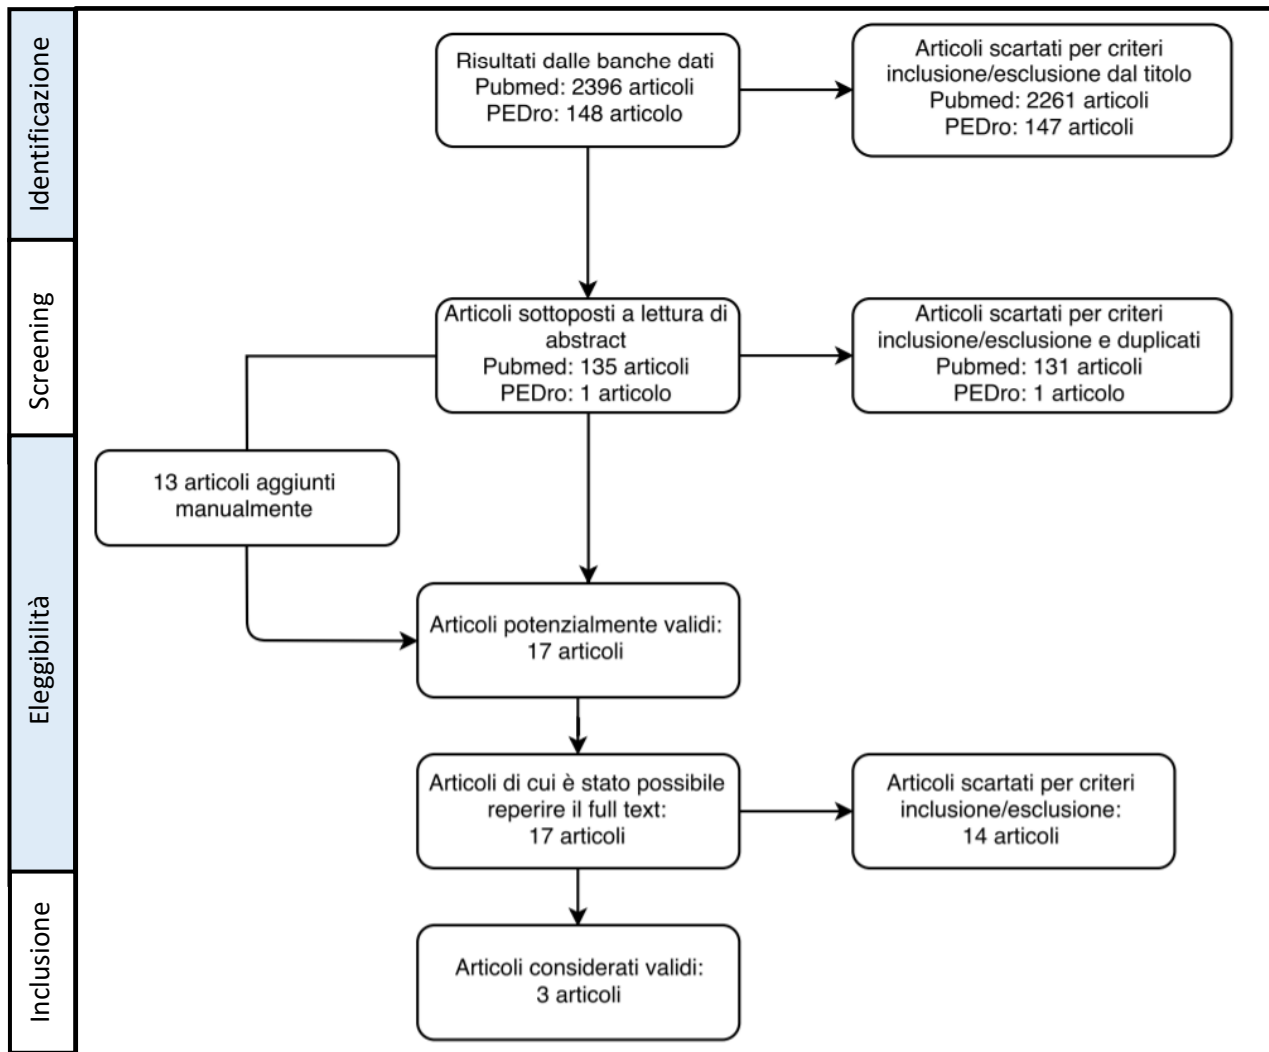 Identificazione
Risultati dalle banche dati
Pubmed: 2396 articoli
PEDro: 148 articolo
Articoli scartati per criteri
inclusione/esclusione dal titolo
Pubmed: 2261 articoli
PEDro: 147 articoli
Screening
Articoli sottoposti a lettura di
abstract
Pubmed: 135 articoli
PEDro: 1 articolo
Articoli scartati per criteri
inclusione/esclusione e duplicati
Pubmed: 131 articoli
PEDro: 1 articolo
Eleggibilità
13 articoli aggiunti
manualmente
Articoli potenzialmente validi:
17 articoli
Articoli di cui è stato possibile
reperire il full text:
17 articoli
Articoli scartati per criteri
inclusione/esclusione:
14 articoli
Inclusione
Articoli considerati validi:
3 articoli